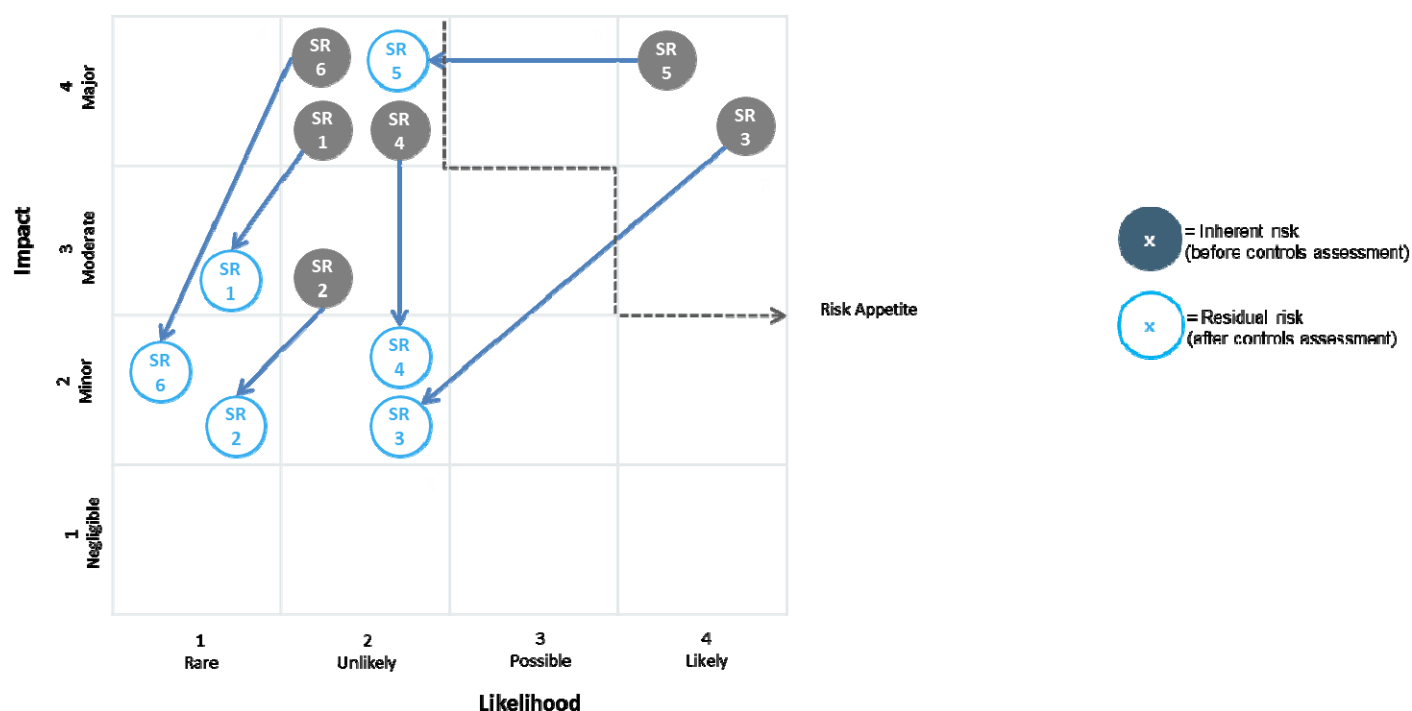 Impact
4
Major
3
Moderate
2
Minor
1
Negligible
SR
6
SR
5
SR
5
SR
1
SR
4
SR
3
SR
1
SR
2
SR
6
SR
4
SR
2
SR
3
Risk Appetite
x
= Inherent risk
(before controls assessment)
x
= Residual risk
(after controls assessment)
1
Rare
2
Unlikely
3
Possible
4
Likely
Likelihood